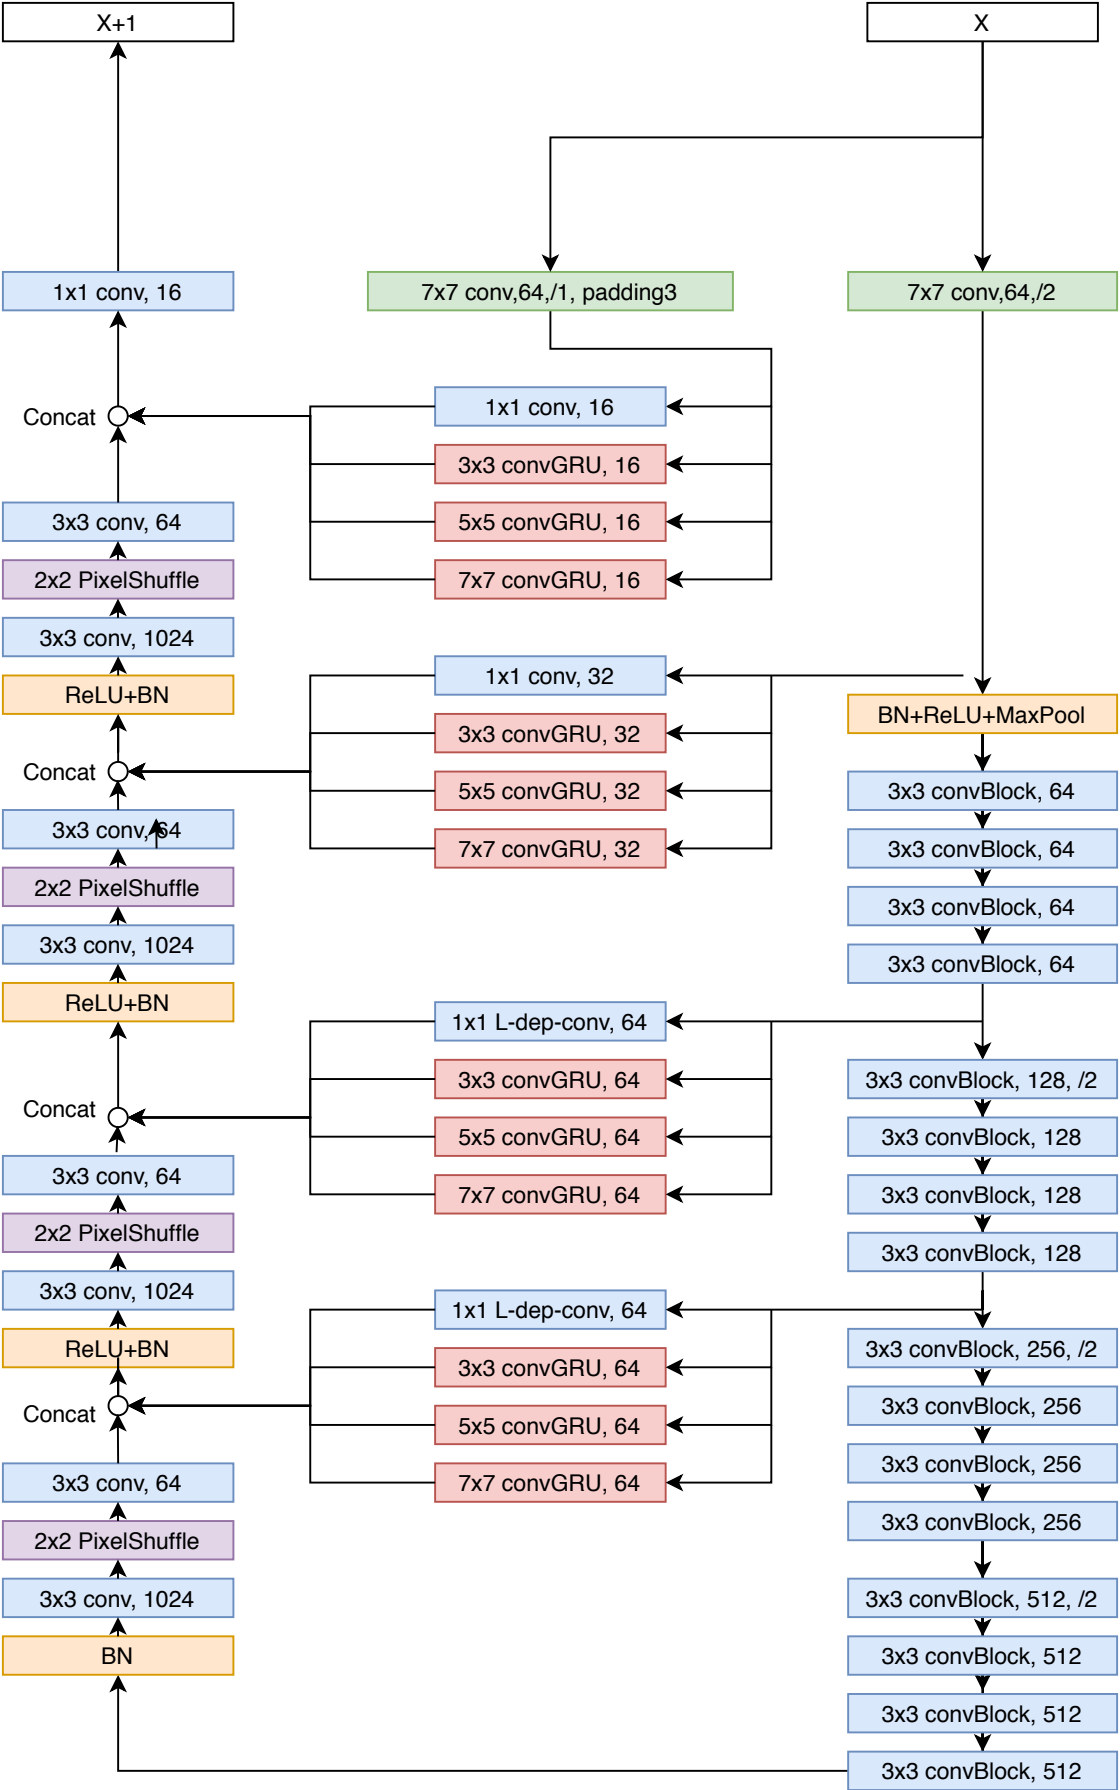 X+1
X
1x1 conv, 16
7x7 conv,64,/1, padding3
7x7 conv,64,/2
Concat
1x1 conv, 16
3x3 convGRU, 16
5x5 convGRU, 16
7x7 convGRU, 16
3x3 conv, 64
2x2 PixelShuffle
3x3 conv, 1024
ReLU+BN
1x1 conv, 32
3x3 convGRU, 32
5x5 convGRU, 32
7x7 convGRU, 32
BN+ReLU+MaxPool
3x3 convBlock, 64
3x3 convBlock, 64
3x3 convBlock, 64
3x3 convBlock, 64
Concat
3x3 conv, 64
2x2 PixelShuffle
3x3 conv, 1024
ReLU+BN
1x1 L-dep-conv, 64
3x3 convGRU, 64
5x5 convGRU, 64
7x7 convGRU, 64
3x3 convBlock, 128, /2
3x3 convBlock, 128
3x3 convBlock, 128
3x3 convBlock, 128
Concat
3x3 conv, 64
2x2 PixelShuffle
3x3 conv, 1024
ReLU+BN
1x1 L-dep-conv, 64
3x3 convGRU, 64
5x5 convGRU, 64
7x7 convGRU, 64
3x3 convBlock, 256, /2
3x3 convBlock, 256
3x3 convBlock, 256
3x3 convBlock, 256
Concat
3x3 conv, 64
2x2 PixelShuffle
3x3 conv, 1024
BN
3x3 convBlock, 512, /2
3x3 convBlock, 512
3x3 convBlock, 512
3x3 convBlock, 512